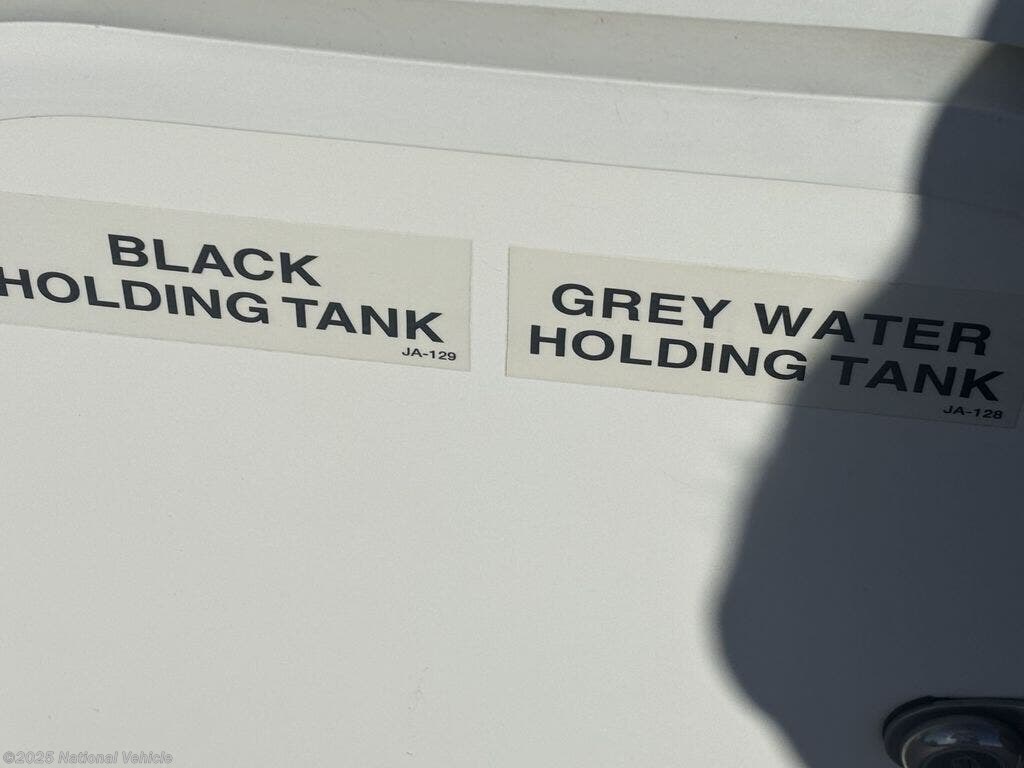 BLACK
HOLDING TANK
JA-129
GREY WATER
HOLDING TANK
JA-128
©2025 National Vehicle